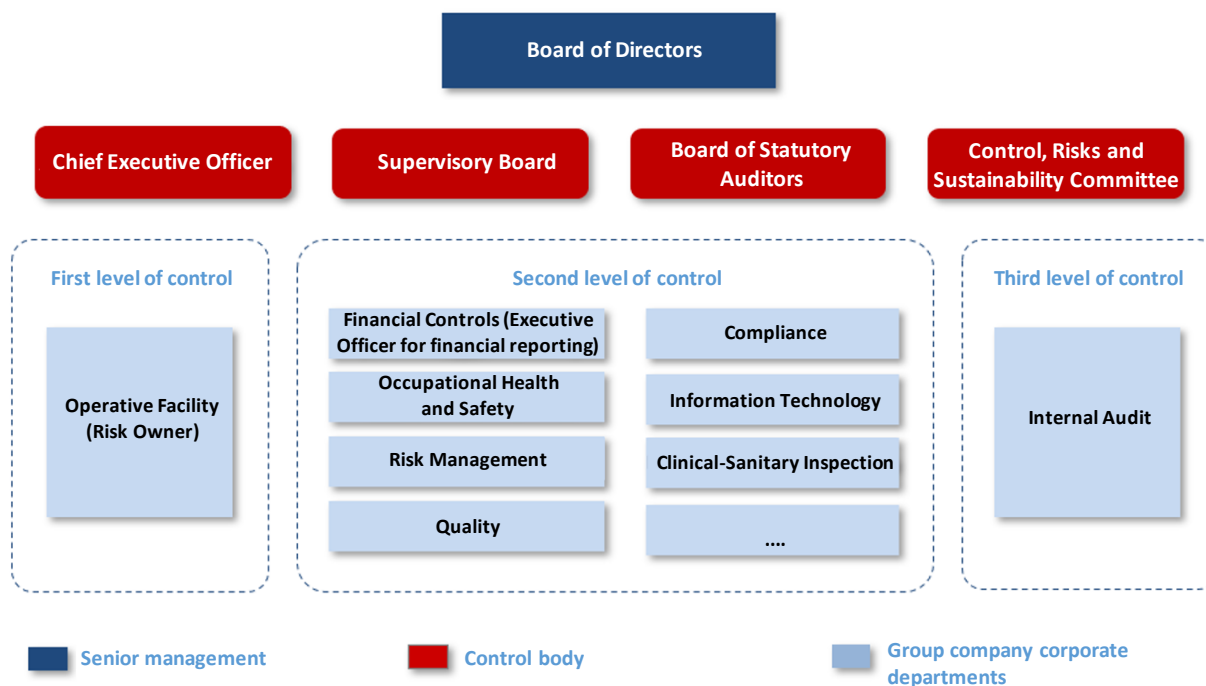 Board of Directors
Chief Executive Officer
Supervisory Board
Board of Statutory
Auditors
Control, Risks and
Sustainability Committee
First level of control
Operative Facility
(Risk Owner)
Second level of control
Financial Controls (Executive
Officer for financial reporting)
Compliance
Occupational Health
and Safety
Information Technology
Risk Management
Clinical-Sanitary Inspection
Quality
....
Third level of control
Internal Audit
Senior management
Control body
Group company corporate
departments